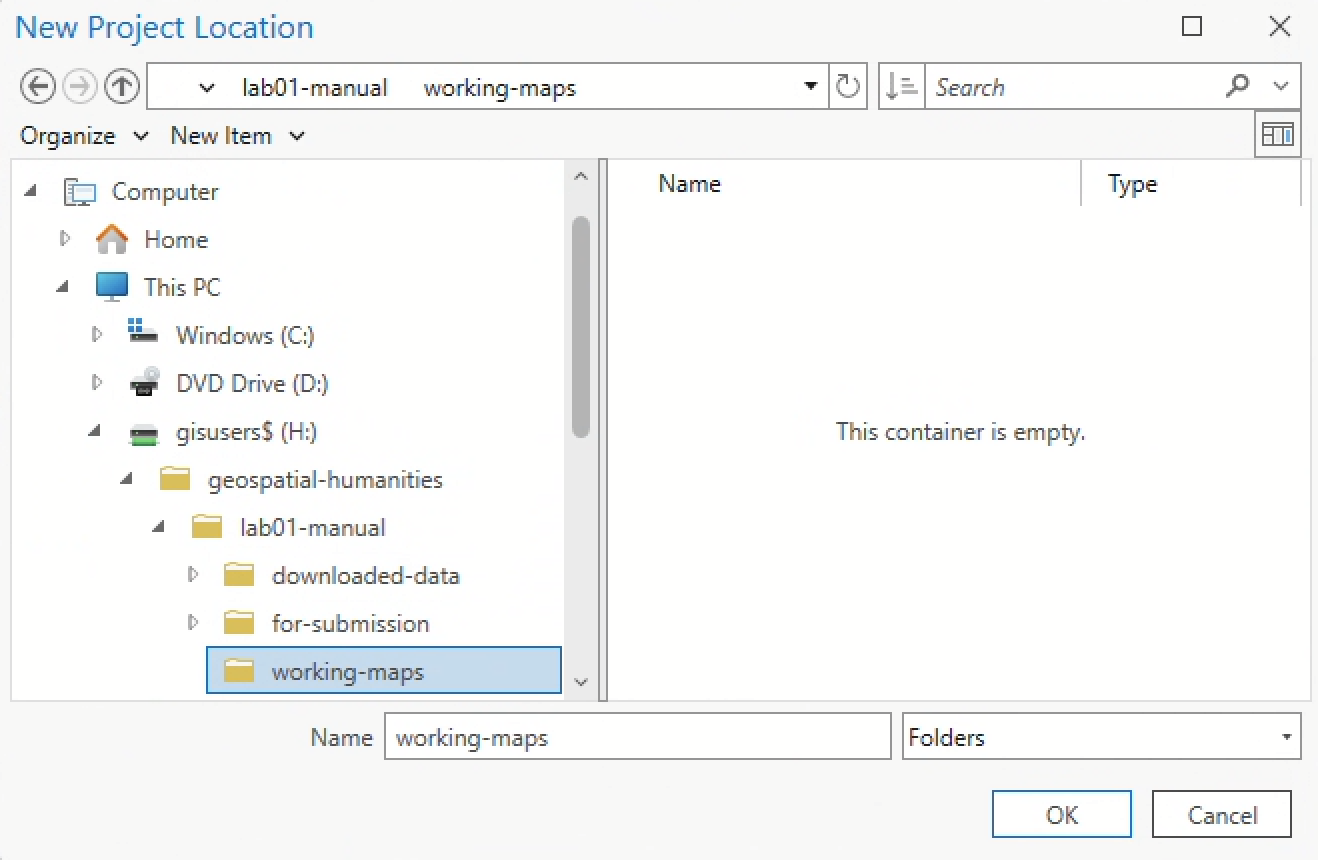 New Project Location
lab01-manual working-maps
Search
Organize New Item
Computer
Home
This PC
Windows (C:)
DVD Drive (D:)
gisusers$ (H:)
geospatial-humanities
lab01-manual
downloaded-data
for-submission
working-maps
Name Type
This container is empty.
Name working-maps Folders
OK Cancel